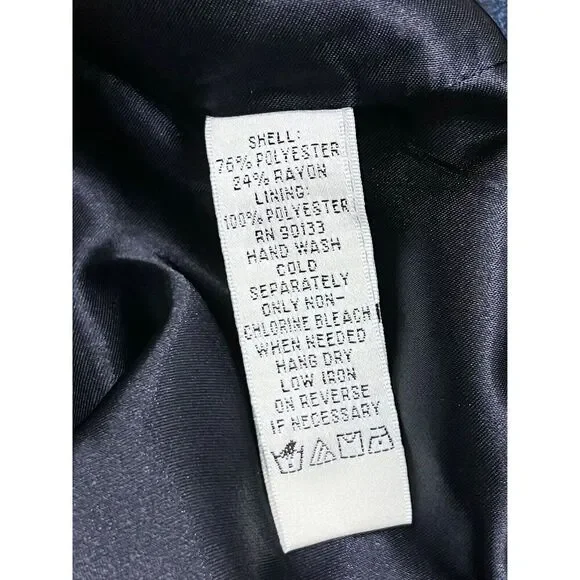 SHELL:
76% POLYESTER
24% RAYON
LINING:
100% POLYESTER
RN 90133
HAND WASH
COLD
SEPARATELY
ONLY NON-
CHLORINE BLEACH
WHEN NEEDED
HANG DRY
LOW IRON
ON REVERSE
IF NECESSARY